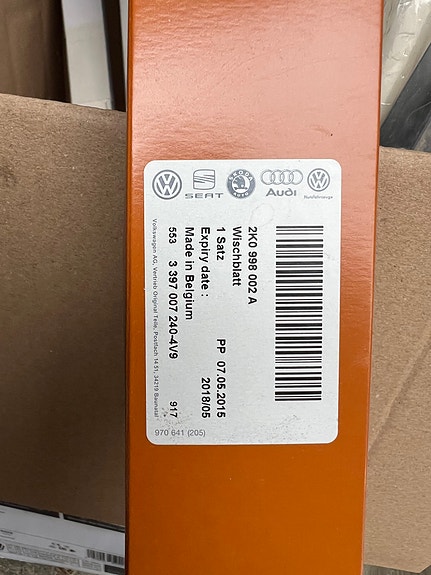 SEAT
SKODA
Audi
Nutzfahrzeuge
2K0 998 002 A
Wischblatt
1 Satz PP 07.05.2015
Expiry date : 2018/05
Made in Belgium
553 3 397 007 240-4V9 917
Volkswagen AG, Vertrieb Original Teile, Postfach 14 51, 34219 Baunatal
970 641 (205)